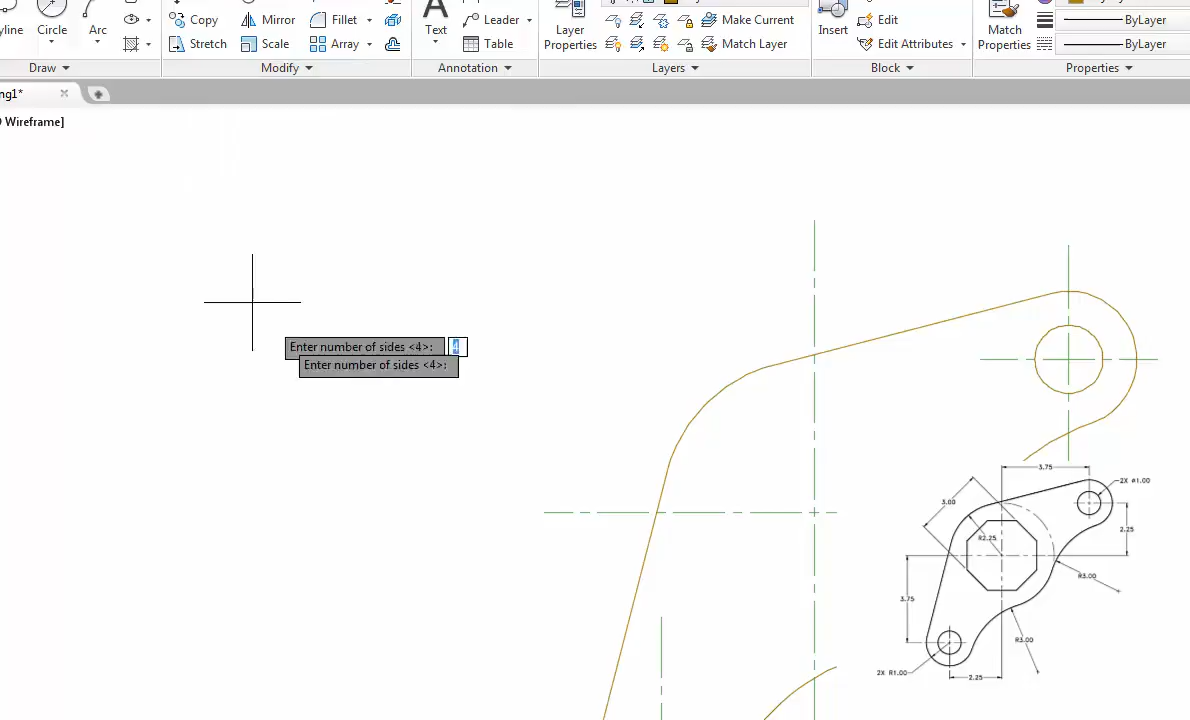 yline Circle Arc Copy Mirror Fillet Text Leader Layer Properties Make Current Insert Edit Match Properties ByLayer
Stretch Scale Array Table Match Layer Edit Attributes ByLayer
Draw Modify Annotation Layers Block Properties
ng1*
Wireframe]
Enter number of sides <4>: 4
Enter number of sides <4>:
3.75
2X ø1.00
3.00
2.25
R2.25
R3.00
3.75
R3.00
2X R1.00
2.25